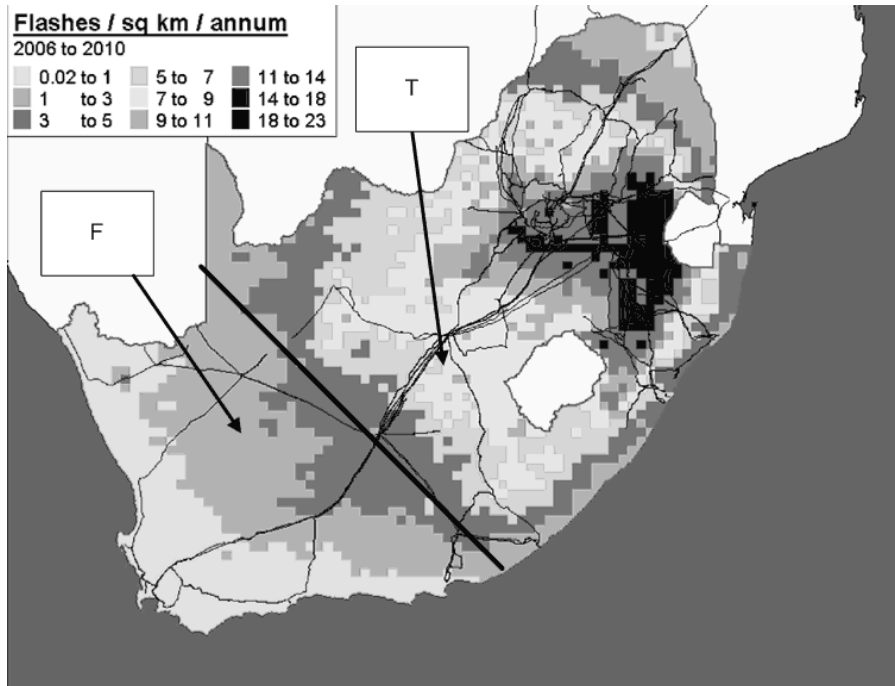 Flashes / sq km / annum
2006 to 2010
0.02 to 1 5 to 7 11 to 14
1 to 3 7 to 9 14 to 18
3 to 5 9 to 11 18 to 23
T
F